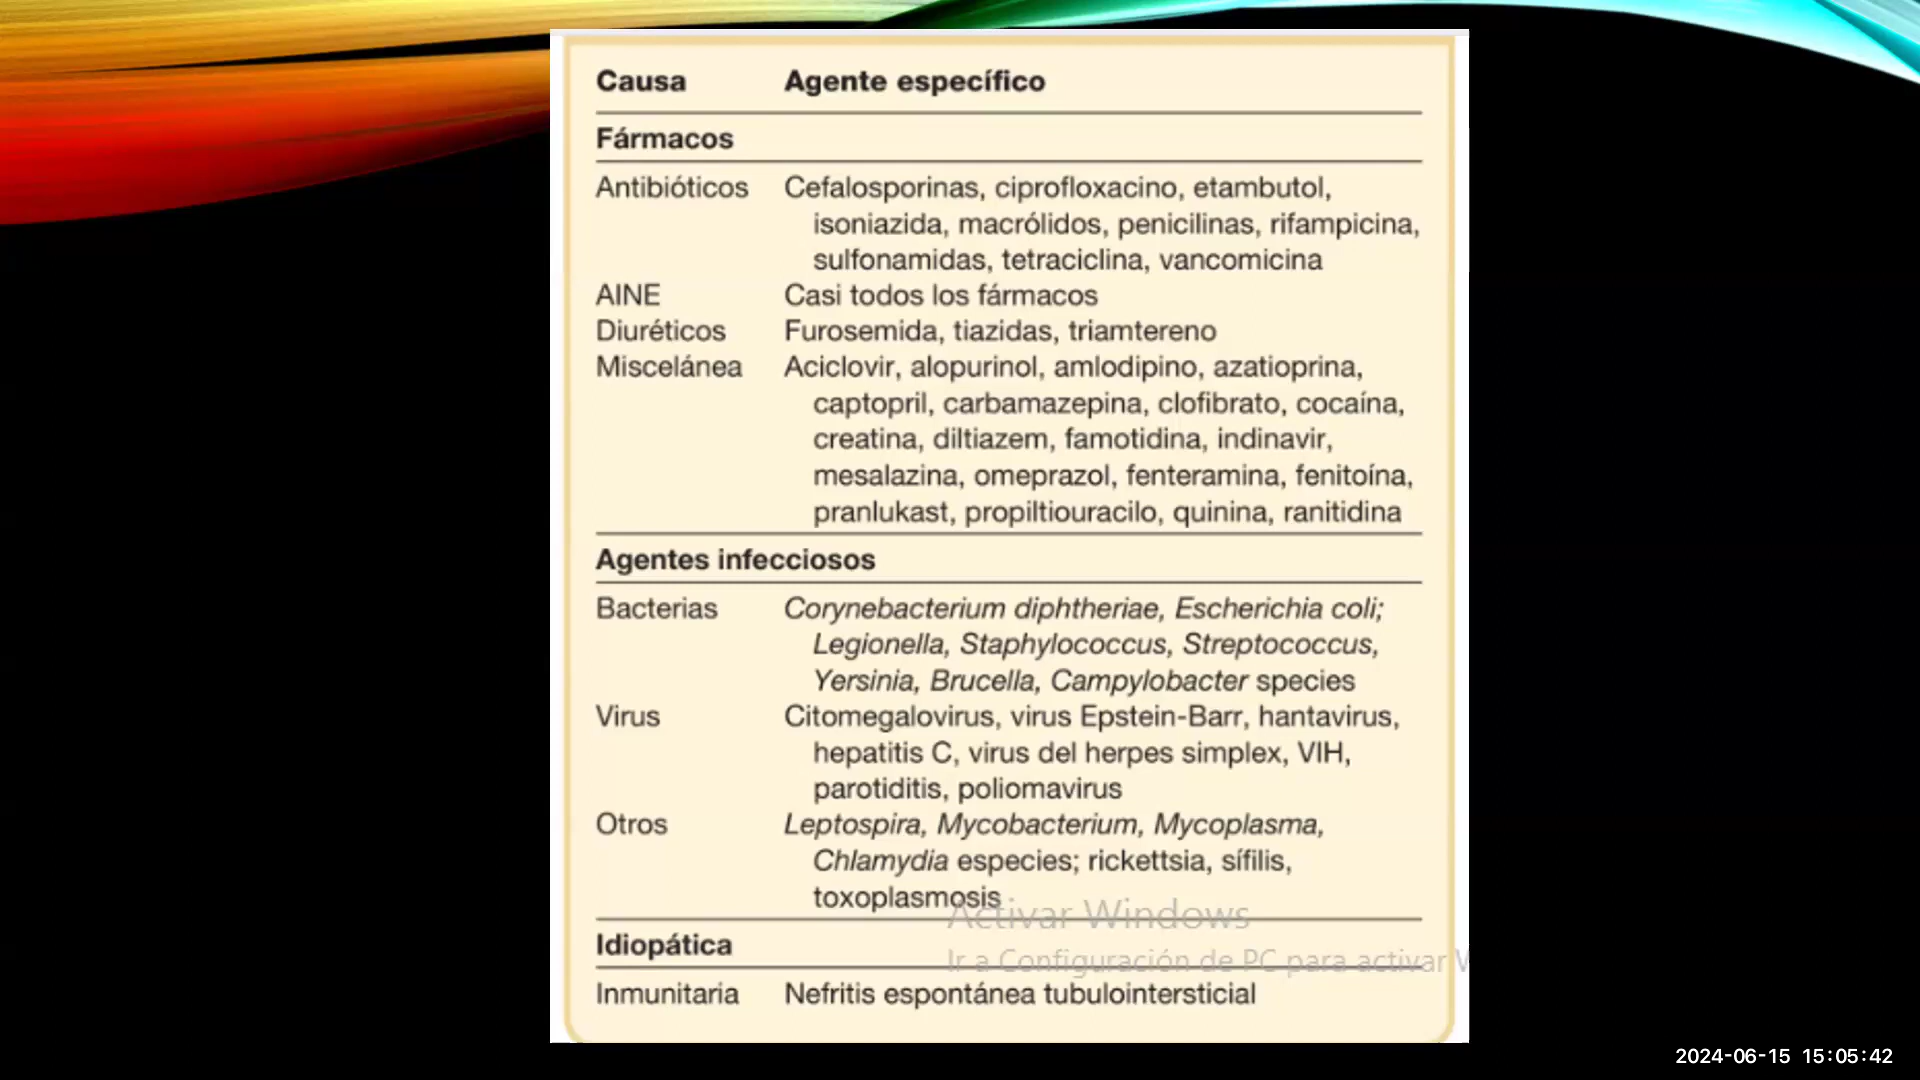 Causa Agente específico
Fármacos
Antibióticos Cefalosporinas, ciprofloxacino, etambutol,
isoniazida, macrólidos, penicilinas, rifampicina,
sulfonamidas, tetraciclina, vancomicina
AINE Casi todos los fármacos
Diuréticos Furosemida, tiazidas, triamtereno
Miscelánea Aciclovir, alopurinol, amlodipino, azatioprina,
captopril, carbamazepina, clofibrato, cocaína,
creatina, diltiazem, famotidina, indinavir,
mesalazina, omeprazol, fenteramina, fenitoína,
pranlukast, propiltiouracilo, quinina, ranitidina
Agentes infecciosos
Bacterias Corynebacterium diphtheriae, Escherichia coli;
Legionella, Staphylococcus, Streptococcus,
Yersinia, Brucella, Campylobacter species
Virus Citomegalovirus, virus Epstein-Barr, hantavirus,
hepatitis C, virus del herpes simplex, VIH,
parotiditis, poliomavirus
Otros Leptospira, Mycobacterium, Mycoplasma,
Chlamydia especies; rickettsia, sífilis,
toxoplasmosis
Activar Windows
Idiopática
Ir a Configuración de PC para activar
Inmunitaria Nefritis espontánea tubulointersticial
2024-06-15 15:05:42